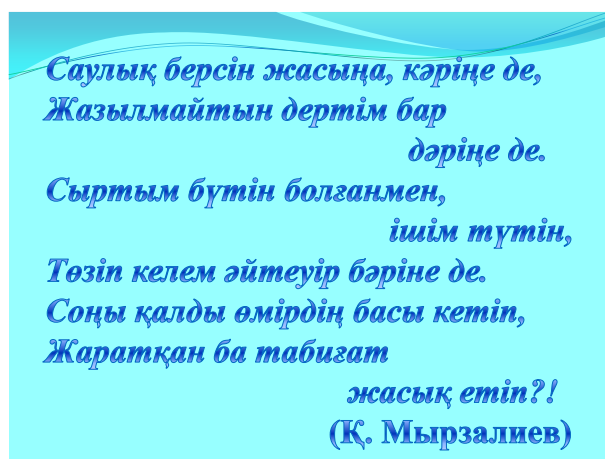 Саулық берсін жасыңа, кәріңе де,
Жазылмайтын дертім бар
дәріңе де.
Сыртым бүтін болғанмен,
ішім түтін,
Төзіп келем әйтеуір бәріне де.
Соңы қалды өмірдің басы кетіп,
Жаратқан ба табиғат
жасық етіп?!
(Қ. Мырзалиев)